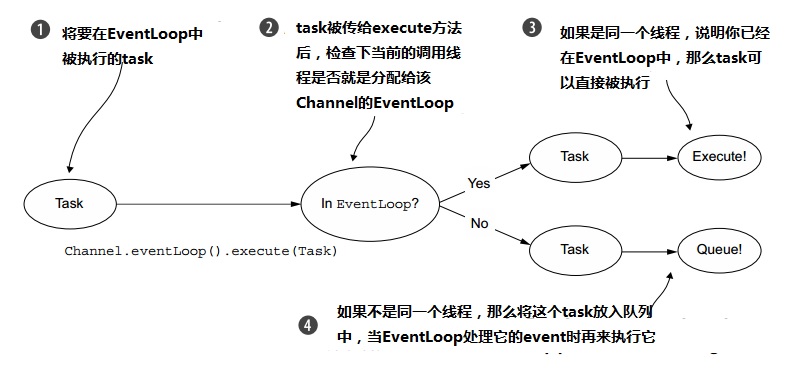 1 将要在EventLoop中
被执行的task
2 task被传给execute方法
后，检查下当前的调用线
程是否就是分配给该
Channel的EventLoop
3 如果是同一个线程，说明你已经
在EventLoop中，那么task可
以直接被执行
Task
In EventLoop?
Yes
Task
Execute!
No
Task
Queue!
Channel.eventLoop().execute(Task)
4 如果不是同一个线程，那么将这个task放入队列
中，当EventLoop处理它的event时再来执行它